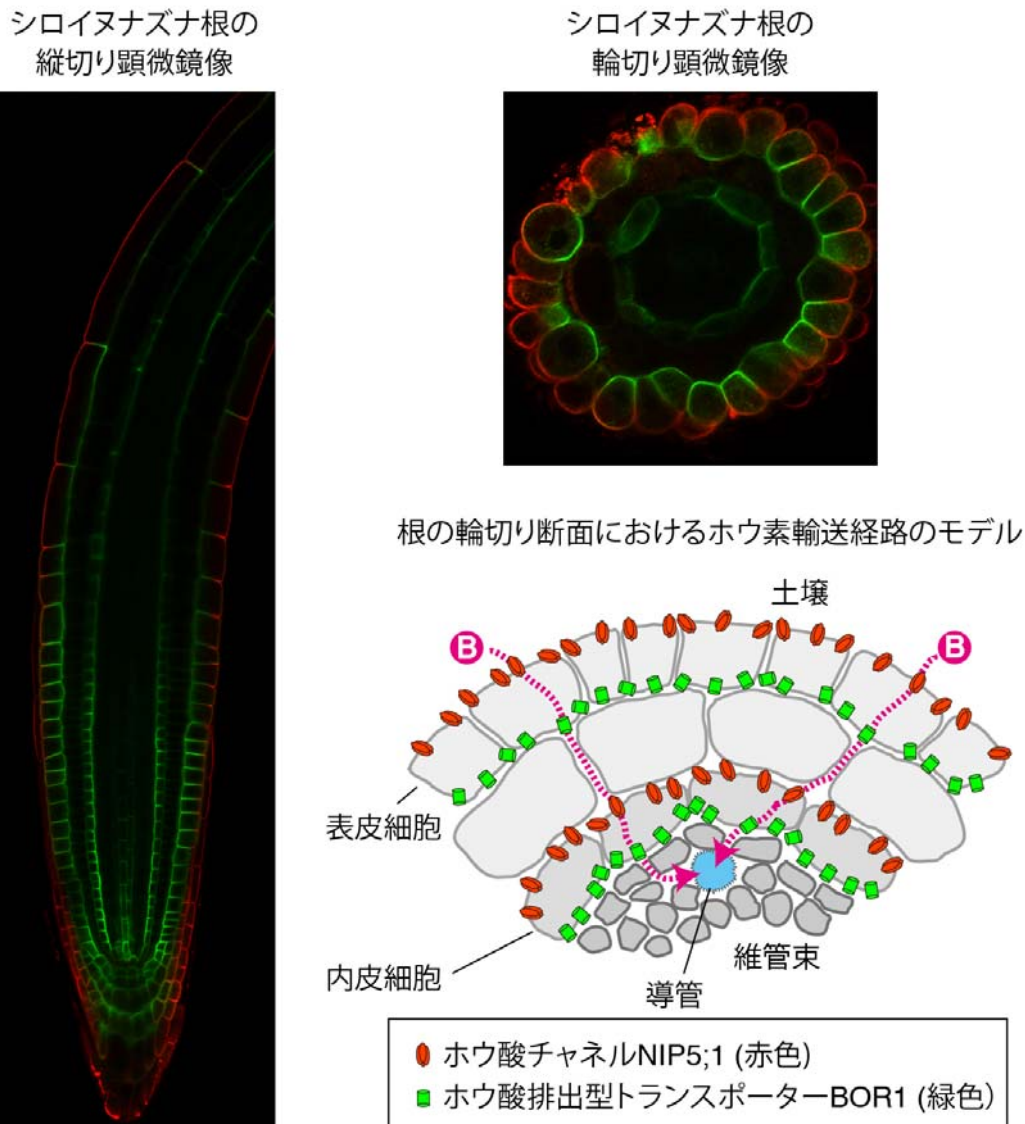 シロイヌナズナ根の
縦切り顕微鏡像
シロイヌナズナ根の
輪切り顕微鏡像
根の輪切り断面におけるホウ素輸送経路のモデル
土壌
B
B
表皮細胞
内皮細胞
維管束
導管
ホウ酸チャネルNIP5;1 (赤色)
ホウ酸排出型トランスポーターBOR1 (緑色)